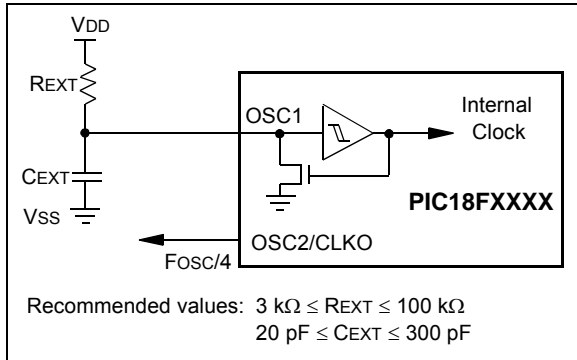 VDD
REXT
OSC1
Internal
Clock
CEXT
PIC18FXXXX
VSS
OSC2/CLKO
FOSC/4
Recommended values: 3 kΩ ≤ REXT ≤ 100 kΩ
20 pF ≤ CEXT ≤ 300 pF